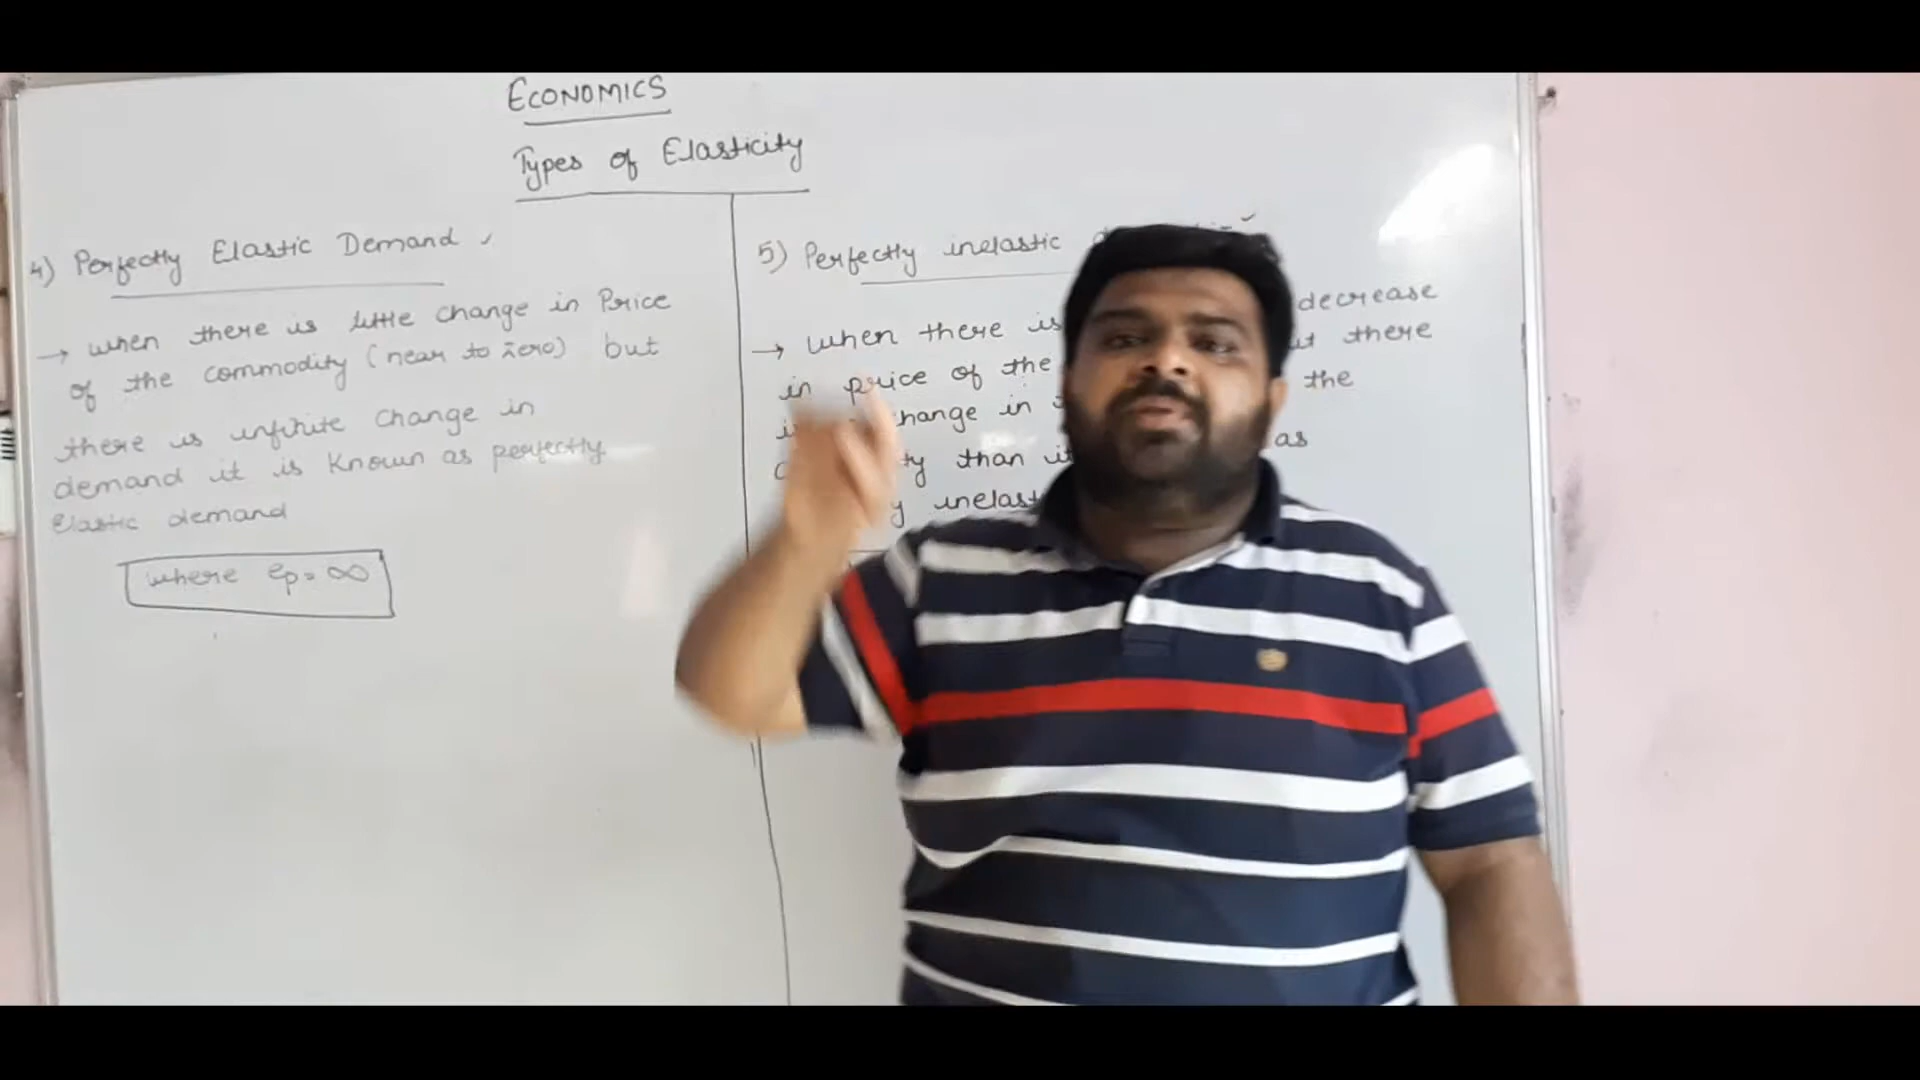 ECONOMICS
Types of Elasticity
4) Perfectly Elastic Demand
→ when there is little change in Price
of the commodity (near to zero) but
there is infinite change in
demand it is known as perfectly
Elastic demand
where ep = ∞
5) Perfectly inelastic
→ when there is decrease
in price of the there
change in the
than it as
inelast